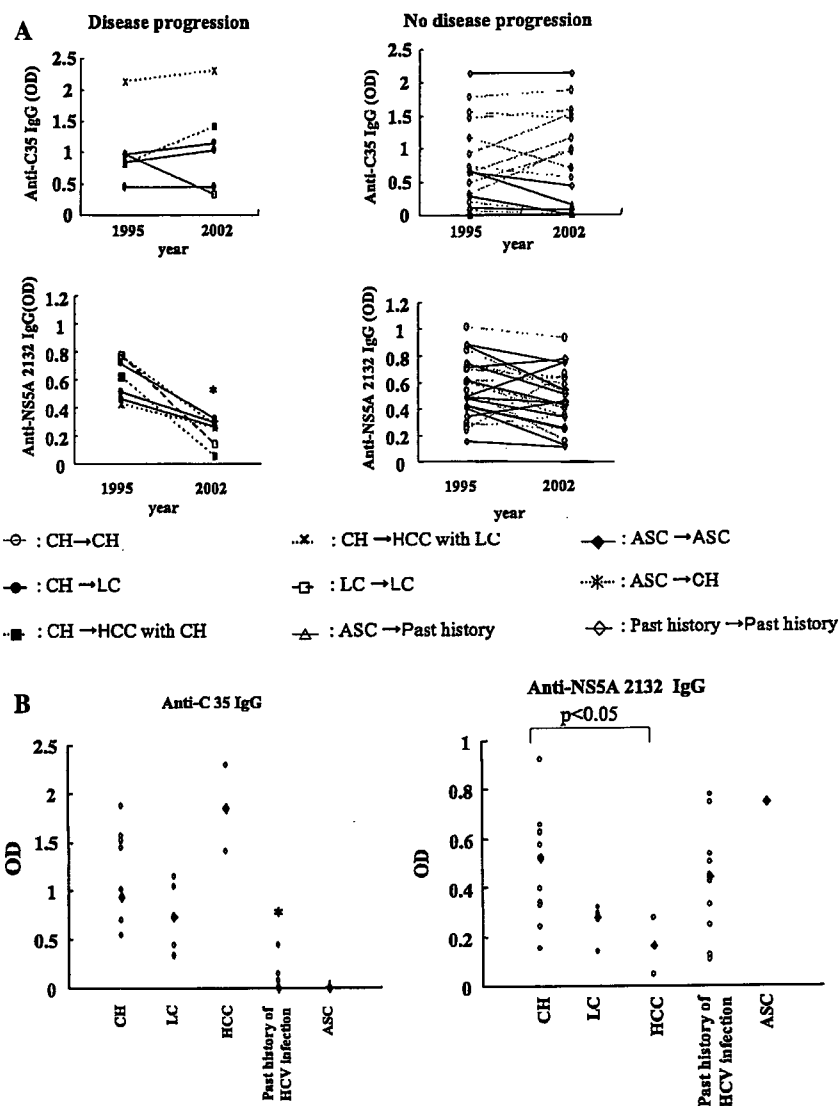 A
Disease progression
No disease progression
Anti-C35 IgG (OD)
2.5
2
1.5
1
0.5
0
1995
2002
year
Anti-C35 IgG (OD)
2.5
2
1.5
1
0.5
0
1995
2002
year
Anti-NS5A 2132 IgG(OD)
1.2
1
0.8
0.6
0.4
0.2
0
*
1995
2002
year
Anti-NS5A 2132 IgG (OD)
1.2
1
0.8
0.6
0.4
0.2
0
1995
2002
year
: CH→CH
: CH→HCC with LC
: ASC→ASC
: CH→LC
: LC→LC
: ASC→CH
: CH→HCC with CH
: ASC→Past history
: Past history→Past history
B
Anti-C 35 IgG
OD
2.5
2
1.5
1
0.5
0
*
CH
LC
HCC
Past history of
HCV infection
ASC
Anti-NS5A 2132 IgG
p<0.05
OD
1
0.8
0.6
0.4
0.2
0
CH
LC
HCC
Past history of
HCV infection
ASC